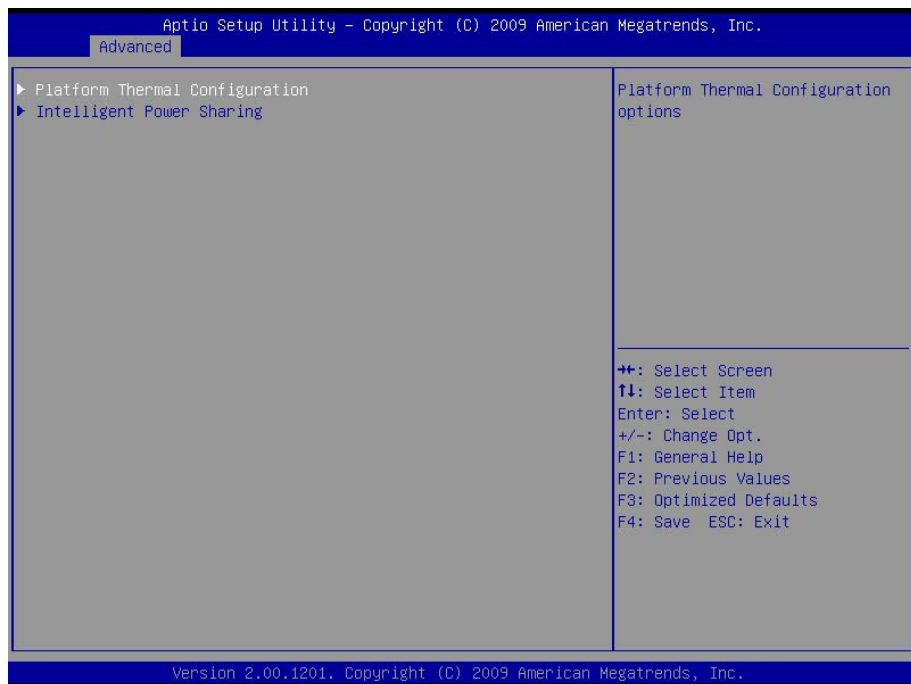 Aptio Setup Utility – Copyright (C) 2009 American Megatrends, Inc.
Advanced
▶ Platform Thermal Configuration
▶ Intelligent Power Sharing
Platform Thermal Configuration
options
→←: Select Screen
↑↓: Select Item
Enter: Select
+/-: Change Opt.
F1: General Help
F2: Previous Values
F3: Optimized Defaults
F4: Save ESC: Exit
Version 2.00.1201. Copyright (C) 2009 American Megatrends, Inc.